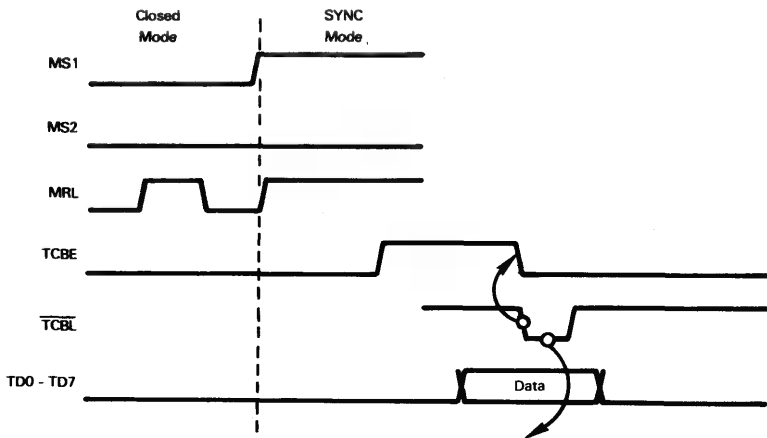 Closed Mode
SYNC Mode
MS1
MS2
MRL
TCBE
TCBL
TD0 - TD7
Data